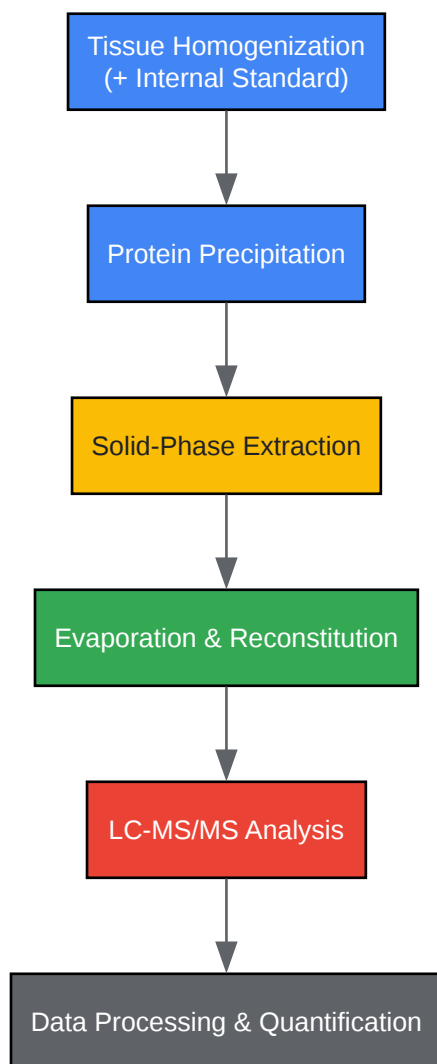 Tissue Homogenization
(+ Internal Standard)
Protein Precipitation
Solid-Phase Extraction
Evaporation & Reconstitution
LC-MS/MS Analysis
Data Processing & Quantification